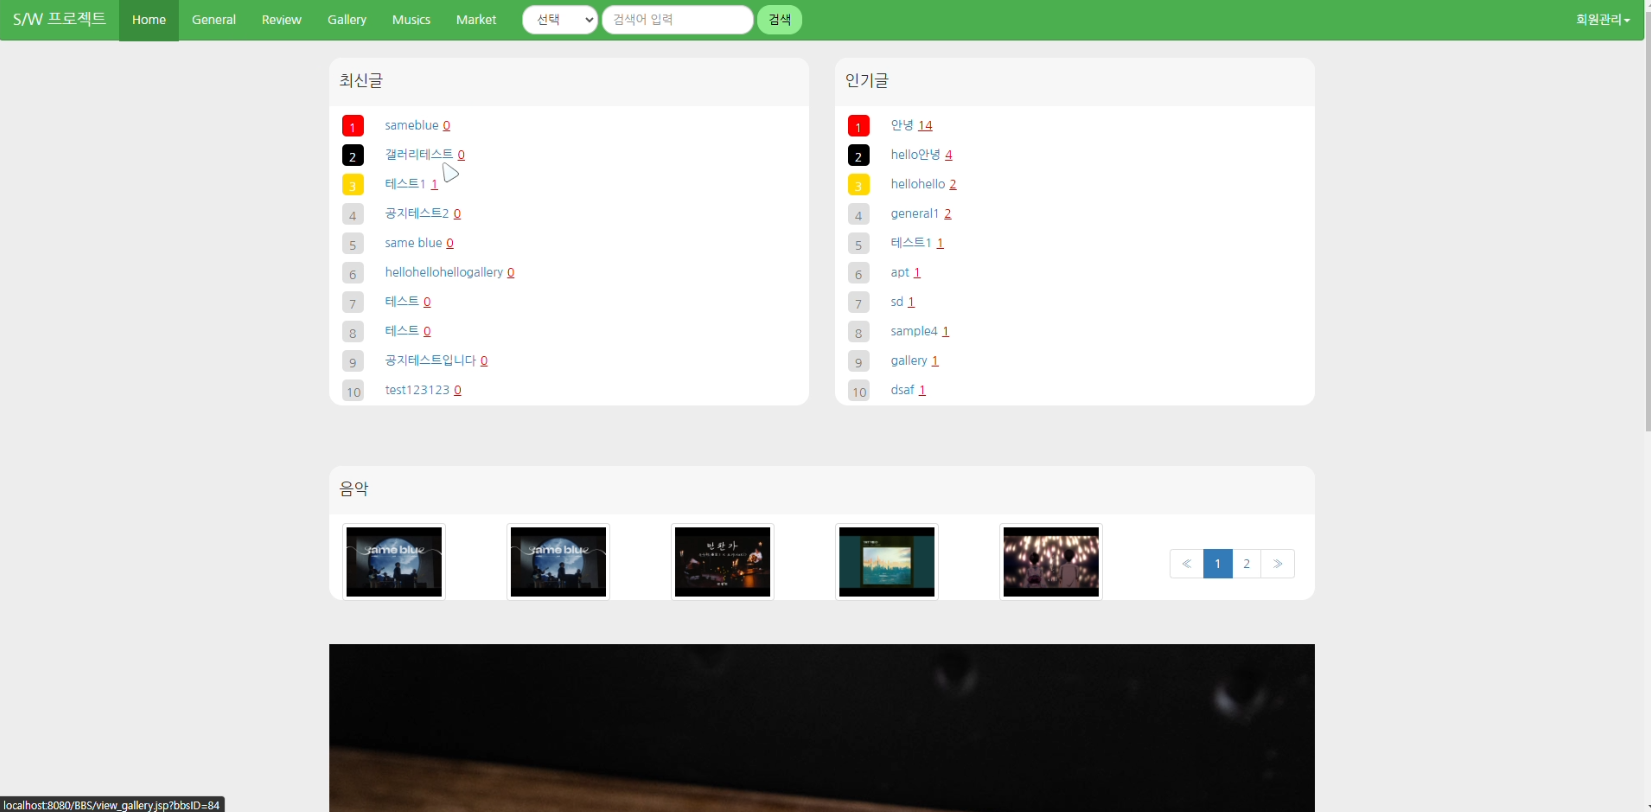 S/W 프로젝트 Home General Review Gallery Musics Market 선택 검색어 입력 검색 회원관리
최신글
1 sameblue 0
2 갤러리테스트 0
3 테스트1 1
4 공지테스트2 0
5 same blue 0
6 hellohellohellogallery 0
7 테스트 0
8 테스트 0
9 공지테스트입니다 0
10 test123123 0
인기글
1 안녕 14
2 hello안녕 4
3 hellohello 2
4 general1 2
5 테스트1 1
6 apt 1
7 sd 1
8 sample4 1
9 gallery 1
10 dsaf 1
음악
same blue
same blue
만찬가
« 1 2 »
localhost:8080/BBS/view_gallery.jsp?bbsID=84